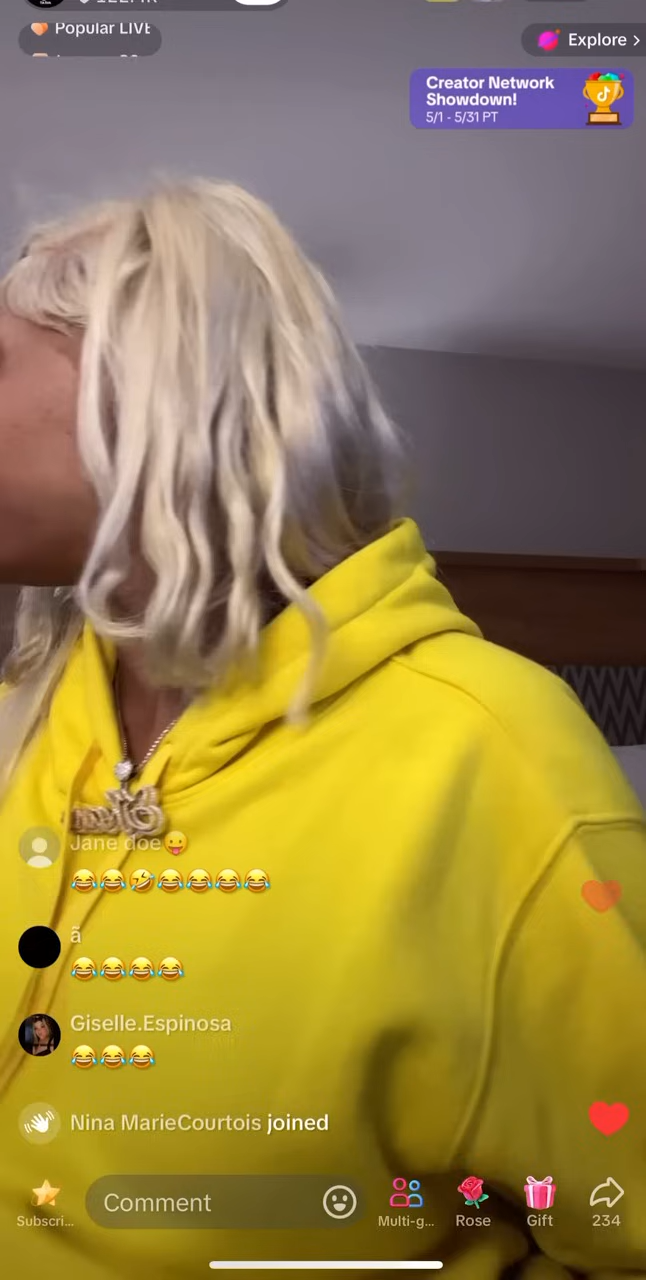 Popular LIVE
Explore >
Creator Network
Showdown!
5/1 - 5/31 PT
Jane doe😛
😂😂🤣😂😂😂😂
ã
😂😂😂😂
Giselle.Espinosa
😂😂😂
Nina MarieCourtois joined
Comment
Subscri...
Multi-g...
Rose
Gift
234